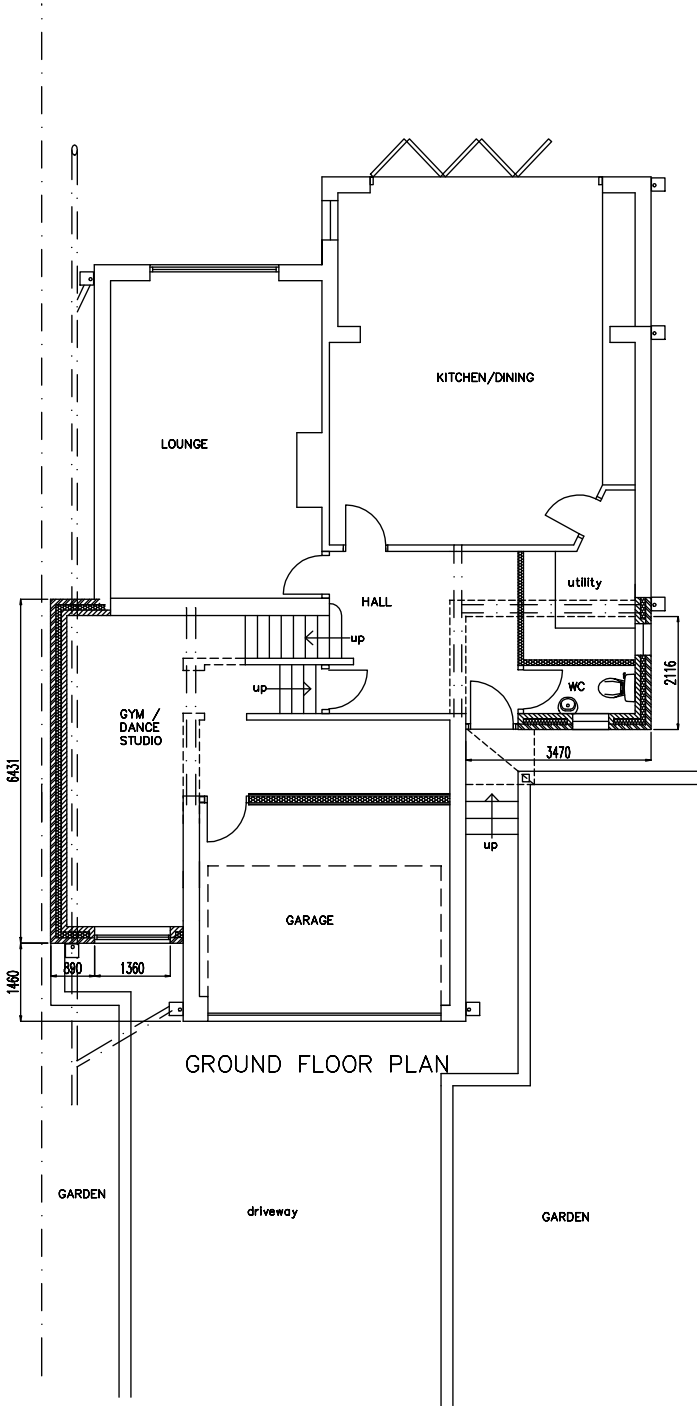 KITCHEN/DINING
LOUNGE
utility
HALL
up
2116
up
WC
GYM /
DANCE
STUDIO
3470
6431
up
GARAGE
890
1360
1460
GROUND FLOOR PLAN
GARDEN
driveway
GARDEN